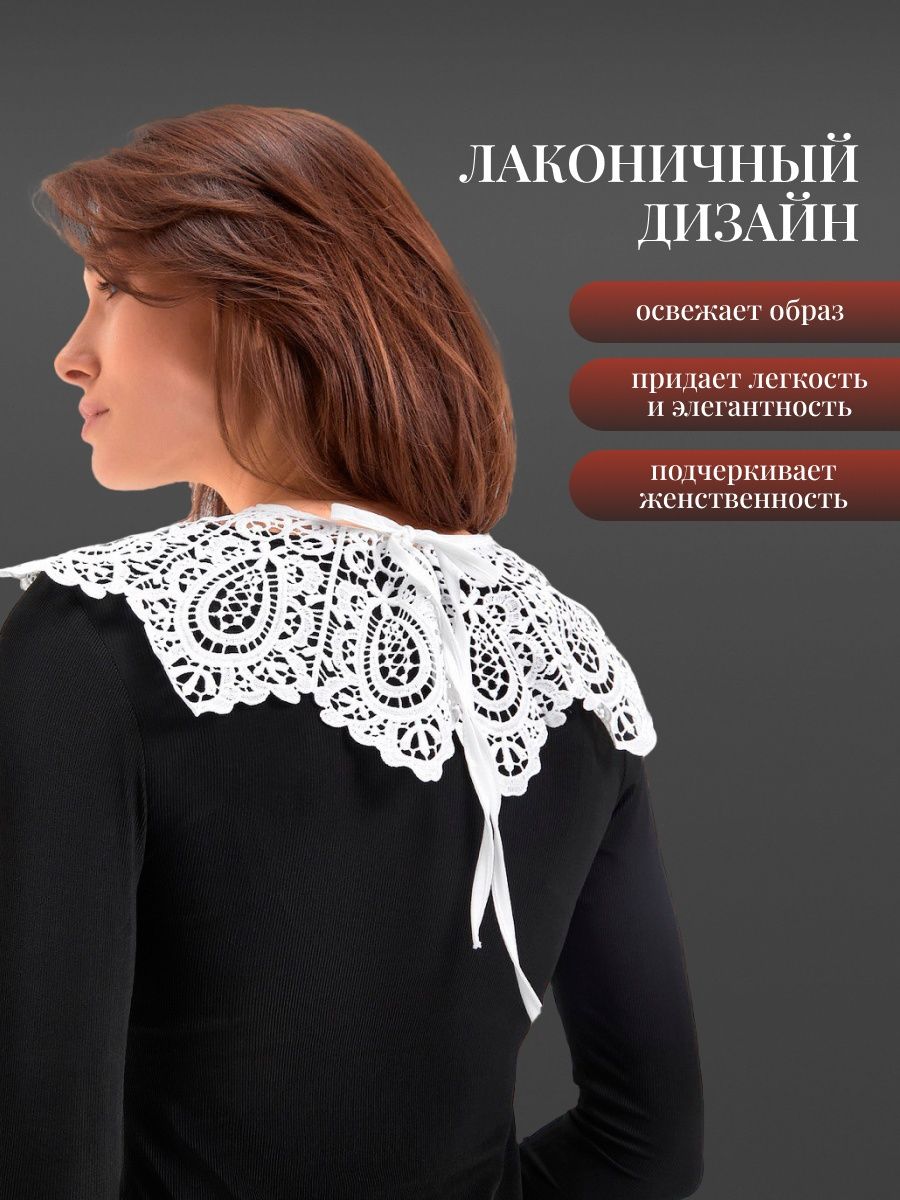 ЛАКОНИЧНЫЙ
ДИЗАЙН
освежает образ
придает легкость
и элегантность
подчеркивает
женственность